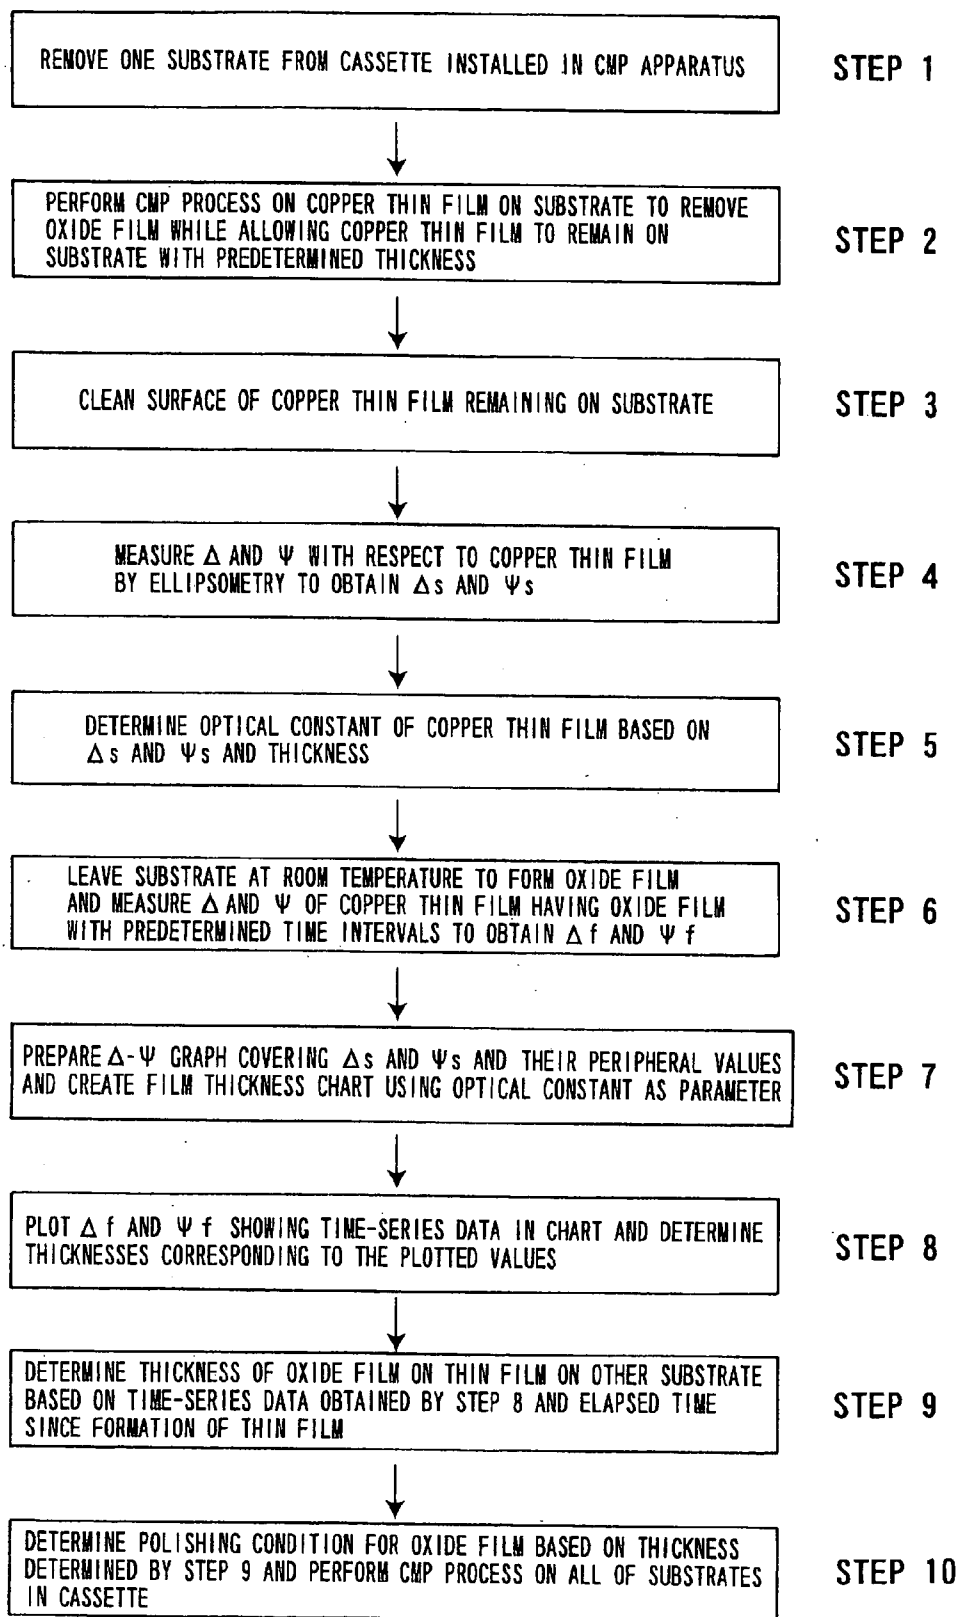 REMOVE ONE SUBSTRATE FROM CASSETTE INSTALLED IN CMP APPARATUS
STEP 1
PERFORM CMP PROCESS ON COPPER THIN FILM ON SUBSTRATE TO REMOVE
OXIDE FILM WHILE ALLOWING COPPER THIN FILM TO REMAIN ON
SUBSTRATE WITH PREDETERMINED THICKNESS
STEP 2
CLEAN SURFACE OF COPPER THIN FILM REMAINING ON SUBSTRATE
STEP 3
MEASURE Δ AND Ψ WITH RESPECT TO COPPER THIN FILM
BY ELLIPSOMETRY TO OBTAIN Δs AND Ψs
STEP 4
DETERMINE OPTICAL CONSTANT OF COPPER THIN FILM BASED ON
Δs AND Ψs AND THICKNESS
STEP 5
LEAVE SUBSTRATE AT ROOM TEMPERATURE TO FORM OXIDE FILM
AND MEASURE Δ AND Ψ OF COPPER THIN FILM HAVING OXIDE FILM
WITH PREDETERMINED TIME INTERVALS TO OBTAIN Δf AND Ψf
STEP 6
PREPARE Δ-Ψ GRAPH COVERING Δs AND Ψs AND THEIR PERIPHERAL VALUES
AND CREATE FILM THICKNESS CHART USING OPTICAL CONSTANT AS PARAMETER
STEP 7
PLOT Δf AND Ψf SHOWING TIME-SERIES DATA IN CHART AND DETERMINE
THICKNESSES CORRESPONDING TO THE PLOTTED VALUES
STEP 8
DETERMINE THICKNESS OF OXIDE FILM ON THIN FILM ON OTHER SUBSTRATE
BASED ON TIME-SERIES DATA OBTAINED BY STEP 8 AND ELAPSED TIME
SINCE FORMATION OF THIN FILM
STEP 9
DETERMINE POLISHING CONDITION FOR OXIDE FILM BASED ON THICKNESS
DETERMINED BY STEP 9 AND PERFORM CMP PROCESS ON ALL OF SUBSTRATES
IN CASSETTE
STEP 10